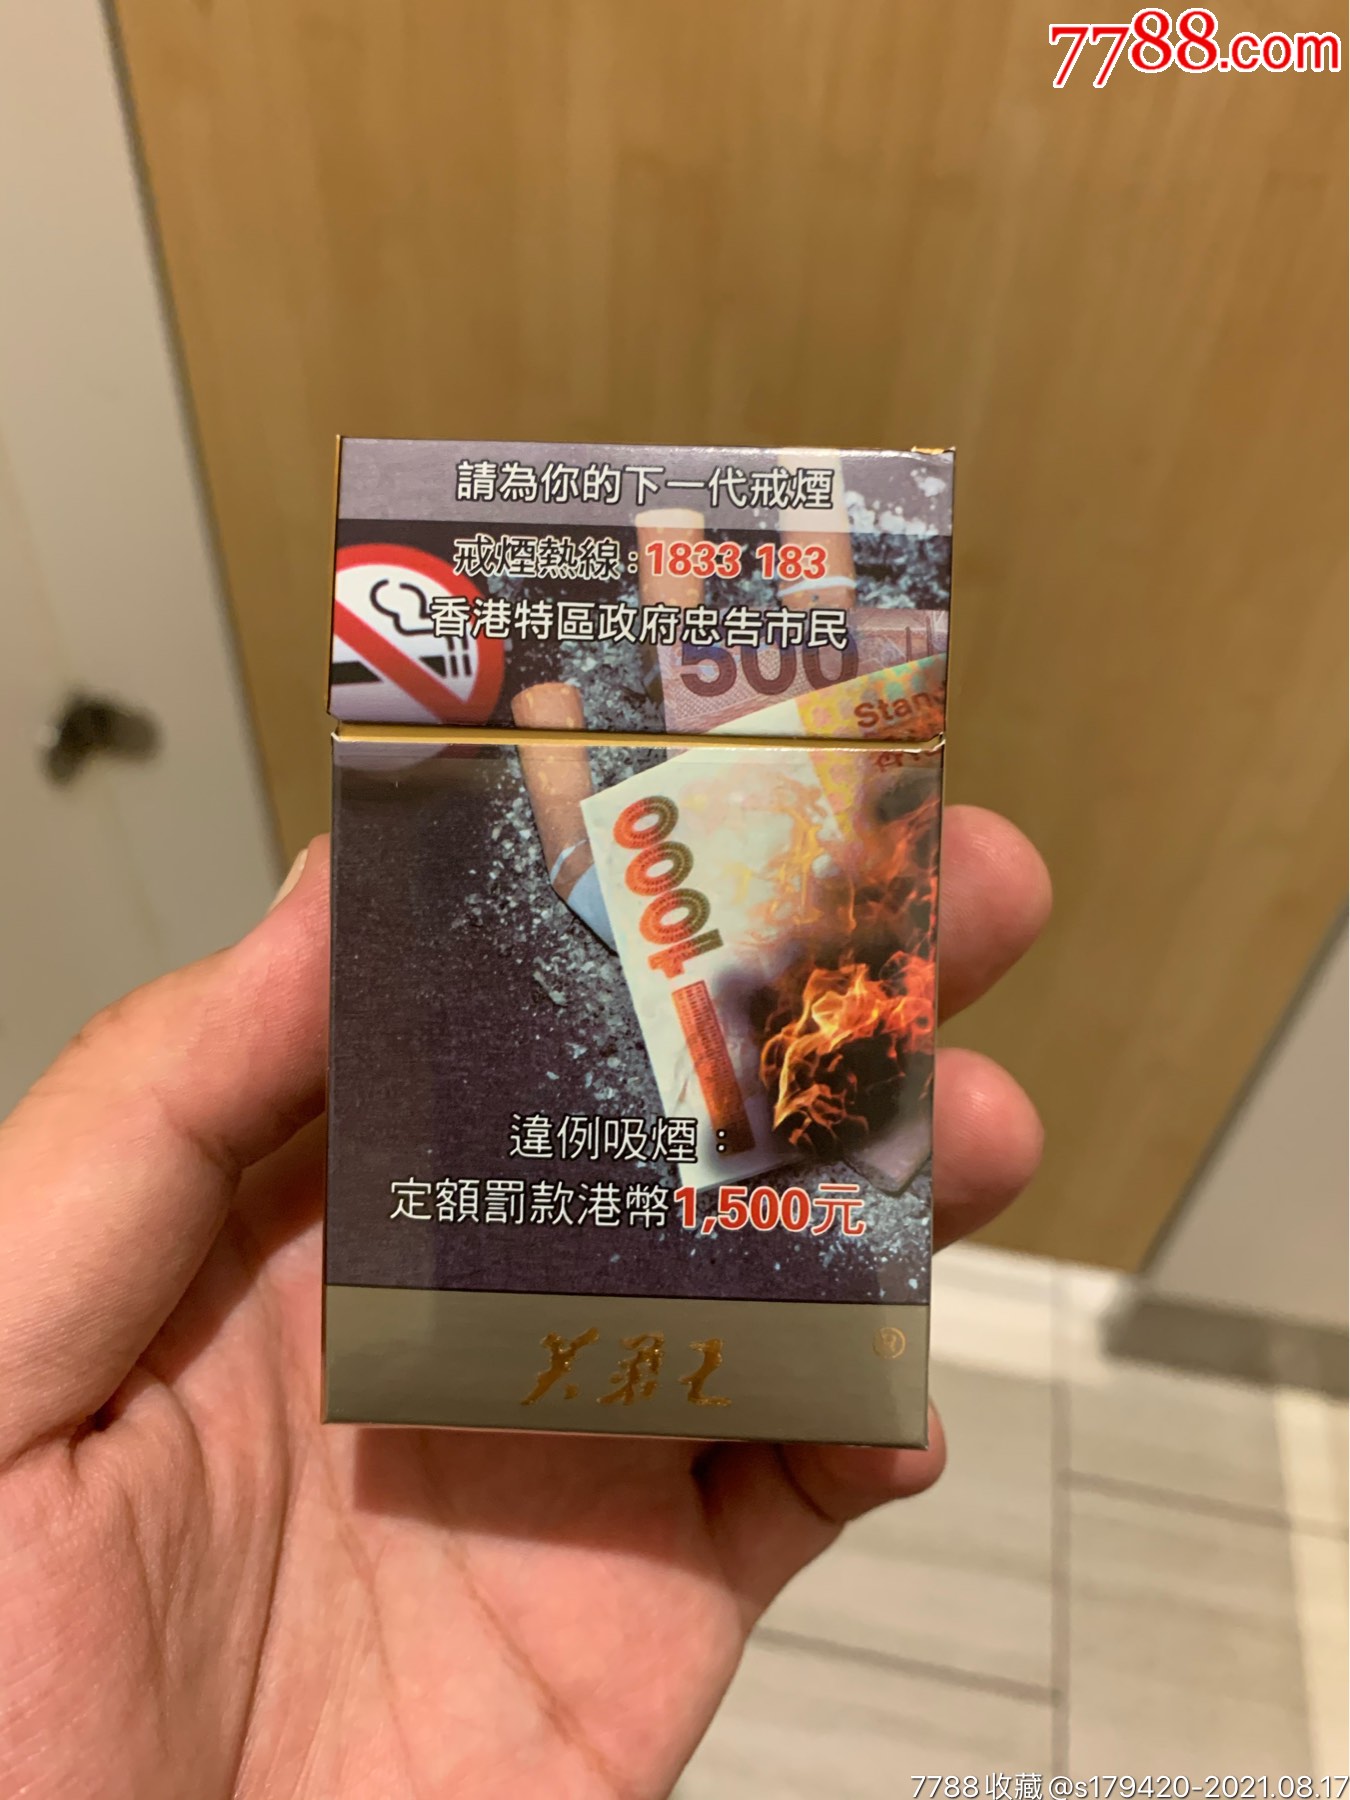 7788.com
請為你的下一代戒煙
戒煙熱線：1833 183
香港特區政府忠告市民
500
Stan
1000
違例吸煙：
定額罰款港幣1,500元
芙蓉王
®
7788收藏@s179420-2021.08.17